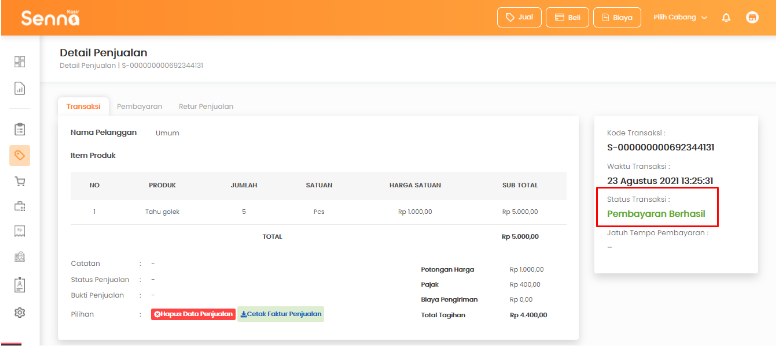 Senna
Kasir
Jual
Beli
Biaya
Pilih Cabang
Detail Penjualan
Detail Penjualan | S-000000000692344131
Transaksi Pembayaran Retur Penjualan
Nama Pelanggan Umum
Item Produk
NO PRODUK JUMLAH SATUAN HARGA SATUAN SUB TOTAL
1 Tahu golek 5 Pcs Rp 1.000,00 Rp 5.000,00
TOTAL Rp 5.000,00
Catatan : -
Status Penjualan : -
Bukti Penjualan : -
Pilihan : Hapus Data Penjualan Cetak Faktur Penjualan
Potongan Harga Rp 1.000,00
Pajak Rp 400,00
Biaya Pengiriman Rp 0,00
Total Tagihan Rp 4.400,00
Kode Transaksi :
S-000000000692344131
Waktu Transaksi :
23 Agustus 2021 13:25:31
Status Transaksi :
Pembayaran Berhasil
Jatuh Tempo Pembayaran :
-